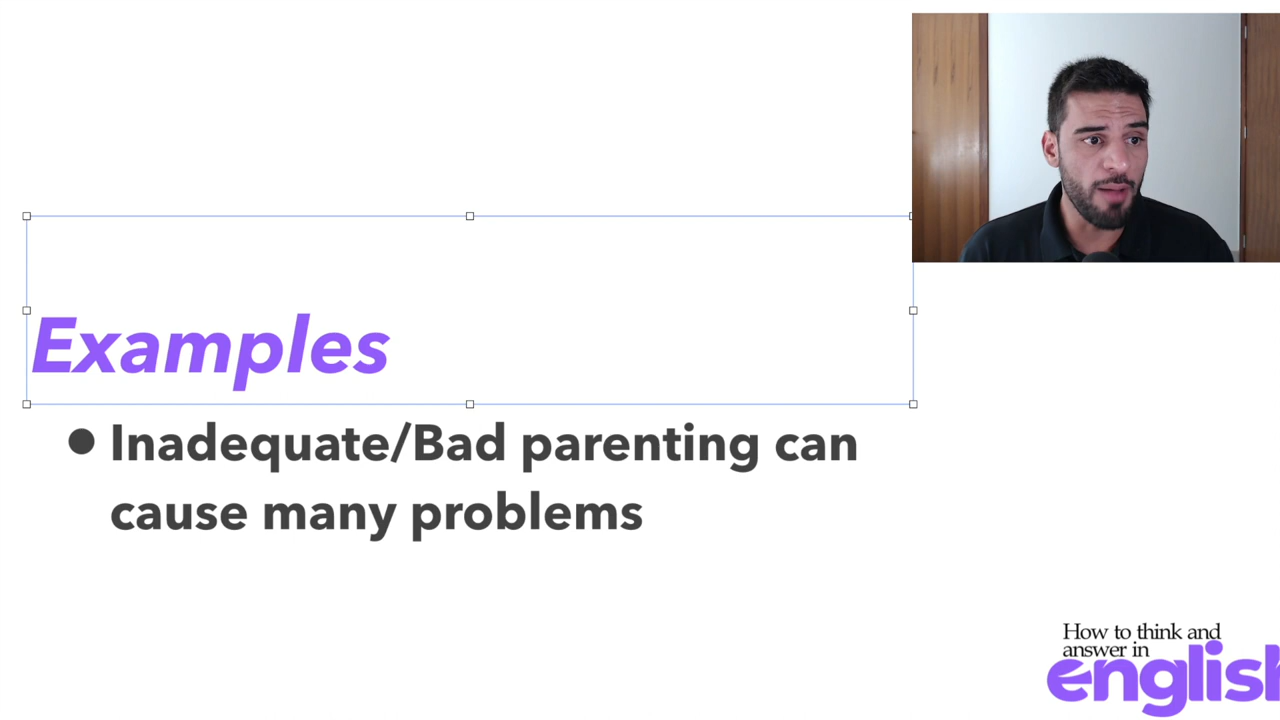 Examples
• Inadequate/Bad parenting can
cause many problems
How to think and
answer in
english